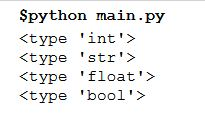 $python main.py
<type 'int'>
<type 'str'>
<type 'float'>
<type 'bool'>